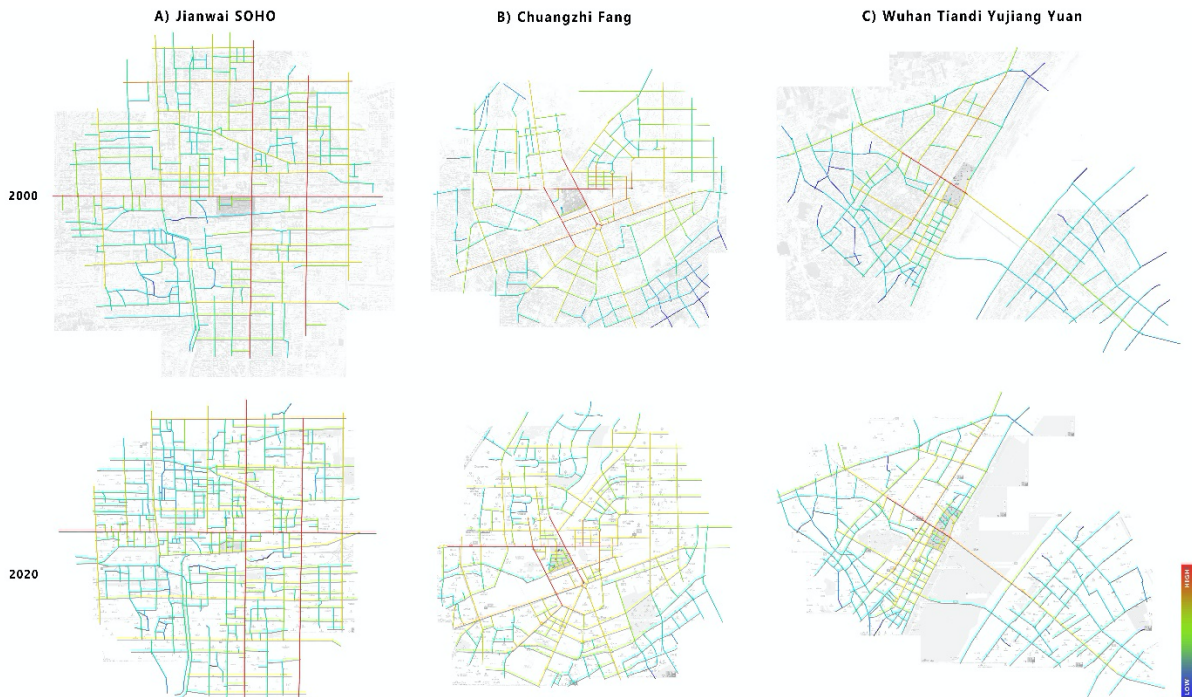 A) Jianwai SOHO
B) Chuangzhi Fang
C) Wuhan Tiandi Yujiang Yuan
2000
2020
HIGH
LOW